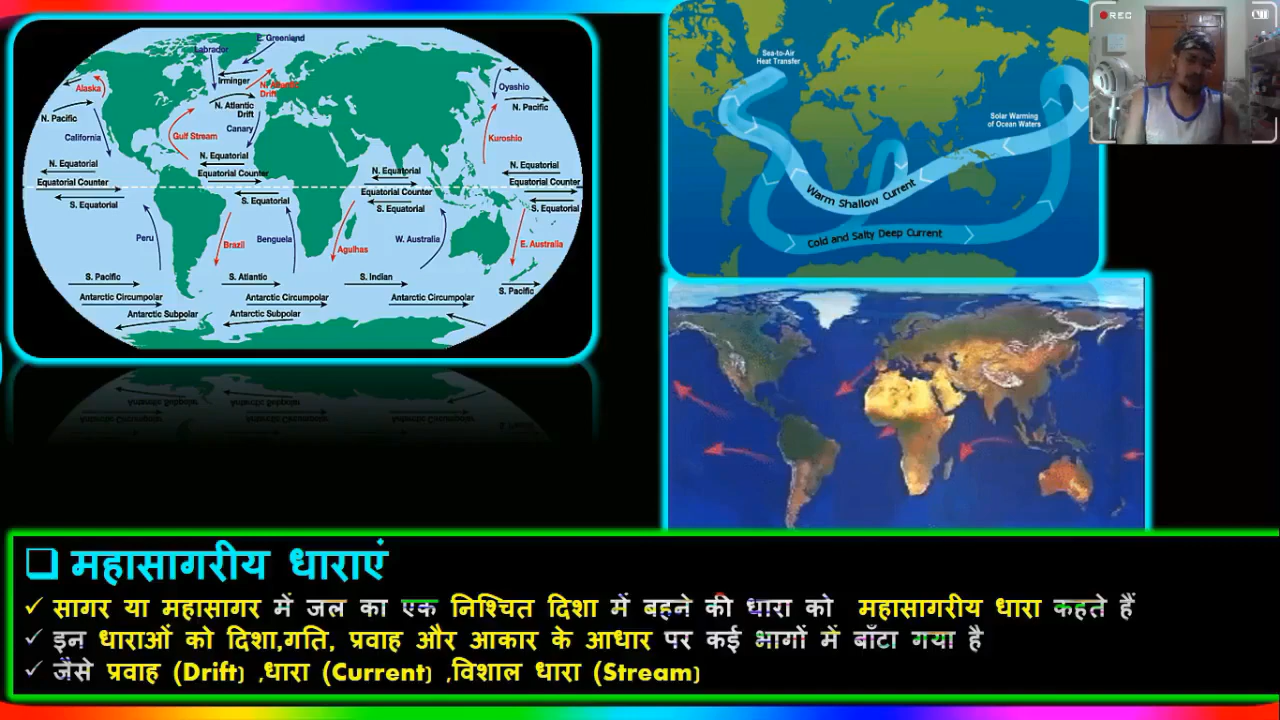 Labrador
E. Greenland
Irminger
N. Atlantic Drift
Oyashio
Alaska
N. Pacific
N. Atlantic
Drift
N. Pacific
California
Gulf Stream
Canary
Kuroshio
N. Equatorial
N. Equatorial
N. Equatorial
N. Equatorial
Equatorial Counter
Equatorial Counter
Equatorial Counter
Equatorial Counter
S. Equatorial
S. Equatorial
S. Equatorial
S. Equatorial
Peru
Brazil
Benguela
Agulhas
W. Australia
E. Australia
S. Pacific
S. Atlantic
S. Indian
S. Pacific
Antarctic Circumpolar
Antarctic Circumpolar
Antarctic Circumpolar
Antarctic Subpolar
Antarctic Subpolar
Sea-to-Air
Heat Transfer
Solar Warming
of Ocean Waters
Warm Shallow Current
Cold and Salty Deep Current
REC
महासागरीय धाराएं
सागर या महासागर में जल का एक निश्चित दिशा में बहने की धारा को महासागरीय धारा कहते हैं
इन धाराओं को दिशा,गति, प्रवाह और आकार के आधार पर कई भागों में बाँटा गया है
जैसे प्रवाह (Drift) ,धारा (Current) ,विशाल धारा (Stream)